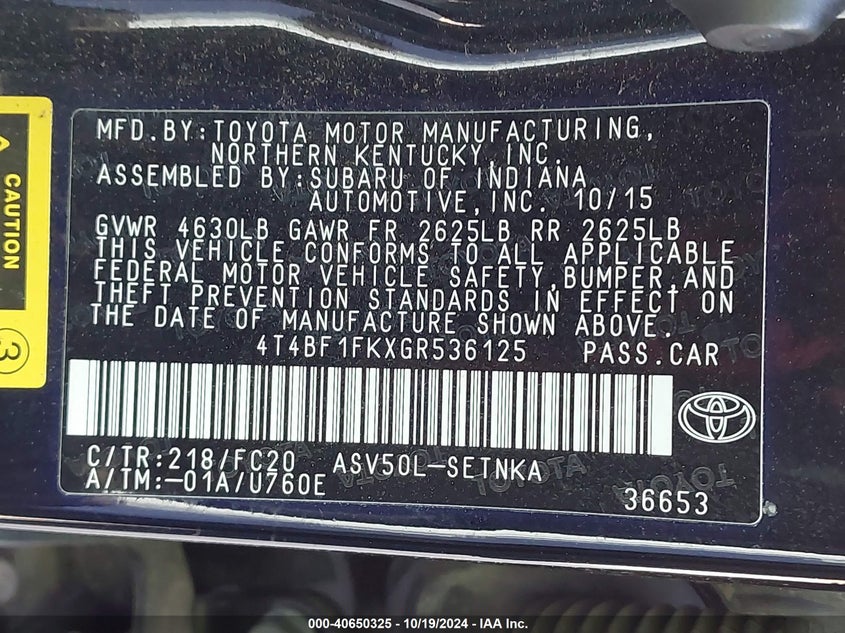 CAUTION
3
MFD.BY:TOYOTA MOTOR MANUFACTURING,
NORTHERN KENTUCKY,INC.
ASSEMBLED BY:SUBARU OF INDIANA
AUTOMOTIVE,INC. 10/15
GVWR 4630LB GAWR FR 2625LB RR 2625LB
THIS VEHICLE CONFORMS TO ALL APPLICABLE
FEDERAL MOTOR VEHICLE SAFETY,BUMPER,AND
THEFT PREVENTION STANDARDS IN EFFECT ON
THE DATE OF MANUFACTURE SHOWN ABOVE.
4T4BF1FKXGR536125 PASS.CAR
C/TR:218/FC20 ASV50L-SETNKA
A/TM:-01A/U760E
36653
TOYOTA
000-40650325 | 10/19/2024 - IAA Inc.